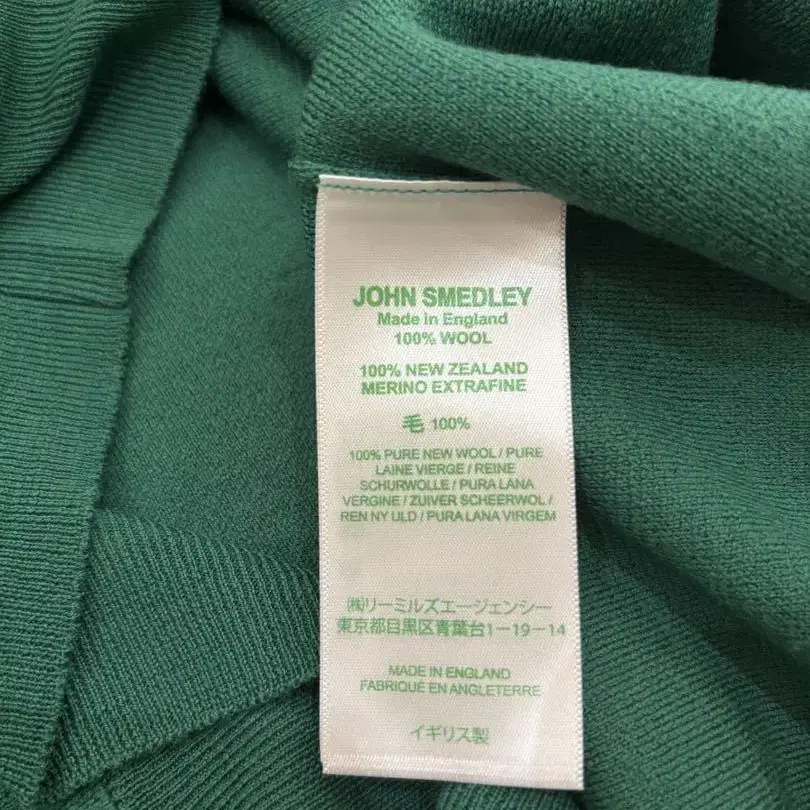 JOHN SMEDLEY
Made in England
100% WOOL
100% NEW ZEALAND
MERINO EXTRAFINE
毛 100%
100% PURE NEW WOOL / PURE
LAINE VIERGE / REINE
SCHURWOLLE / PURA LANA
VERGINE / ZUIVER SCHEERWOL /
REN NY ULD / PURA LANA VIRGEM
㈱リーミルズエージェンシー
東京都目黒区青葉台1-19-14
MADE IN ENGLAND
FABRIQUÉ EN ANGLETERRE
イギリス製